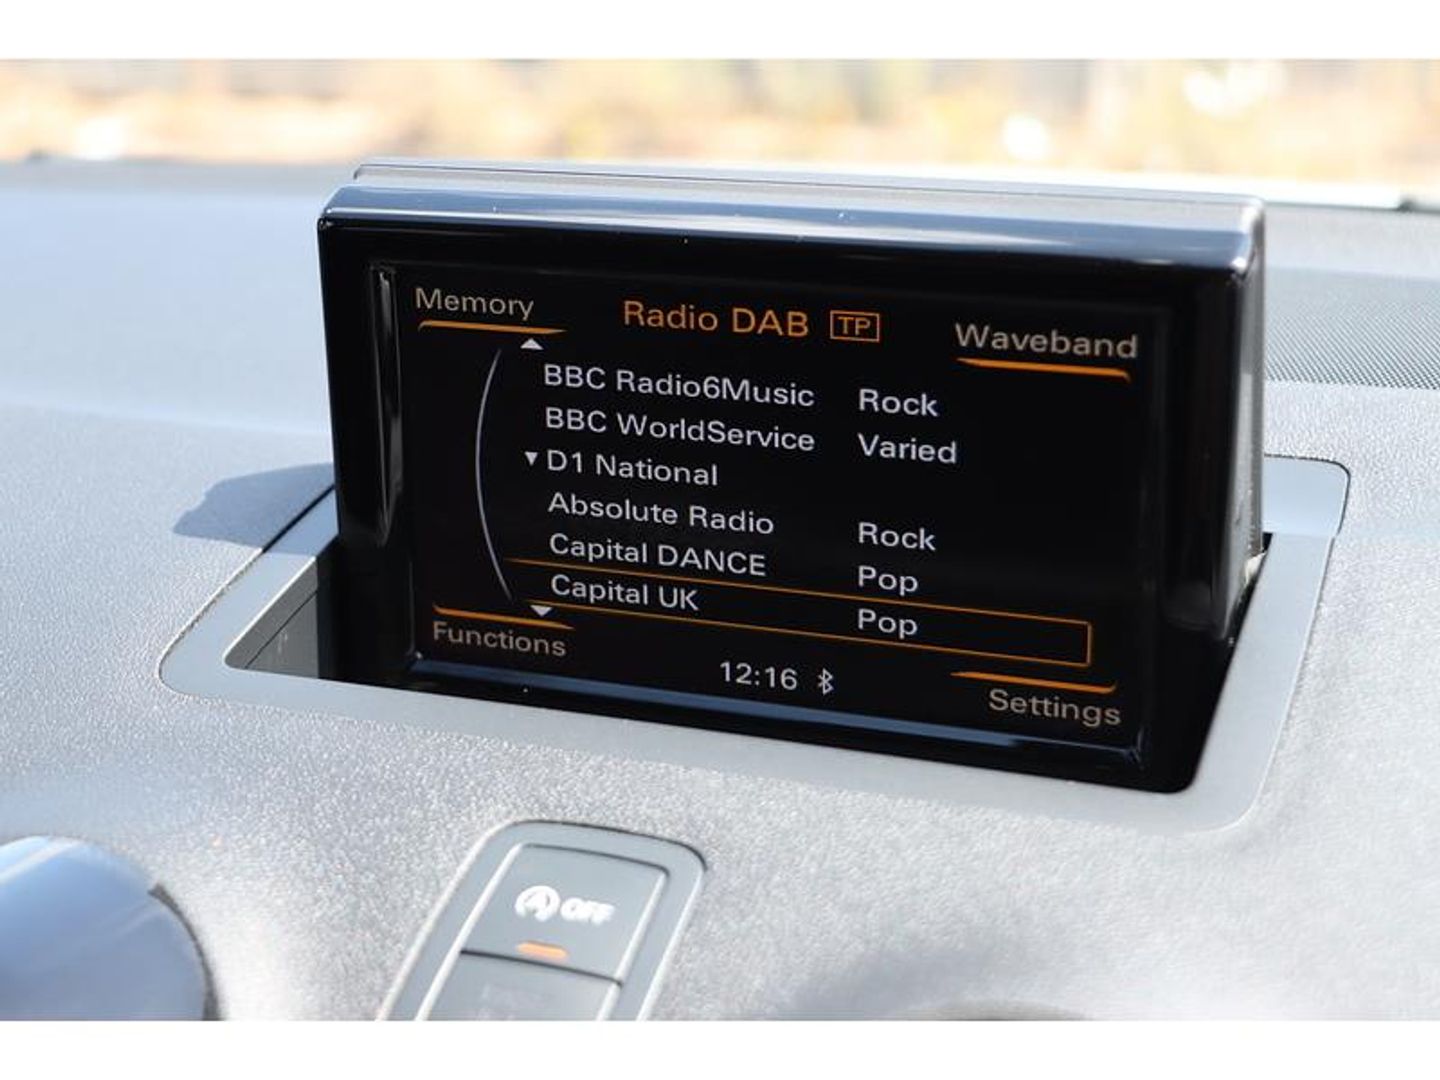 Memory
Radio DAB TP
Waveband
BBC Radio6Music Rock
BBC WorldService Varied
▼ D1 National
Absolute Radio Rock
Capital DANCE Pop
Capital UK Pop
Functions
12:16
Settings
A OFF